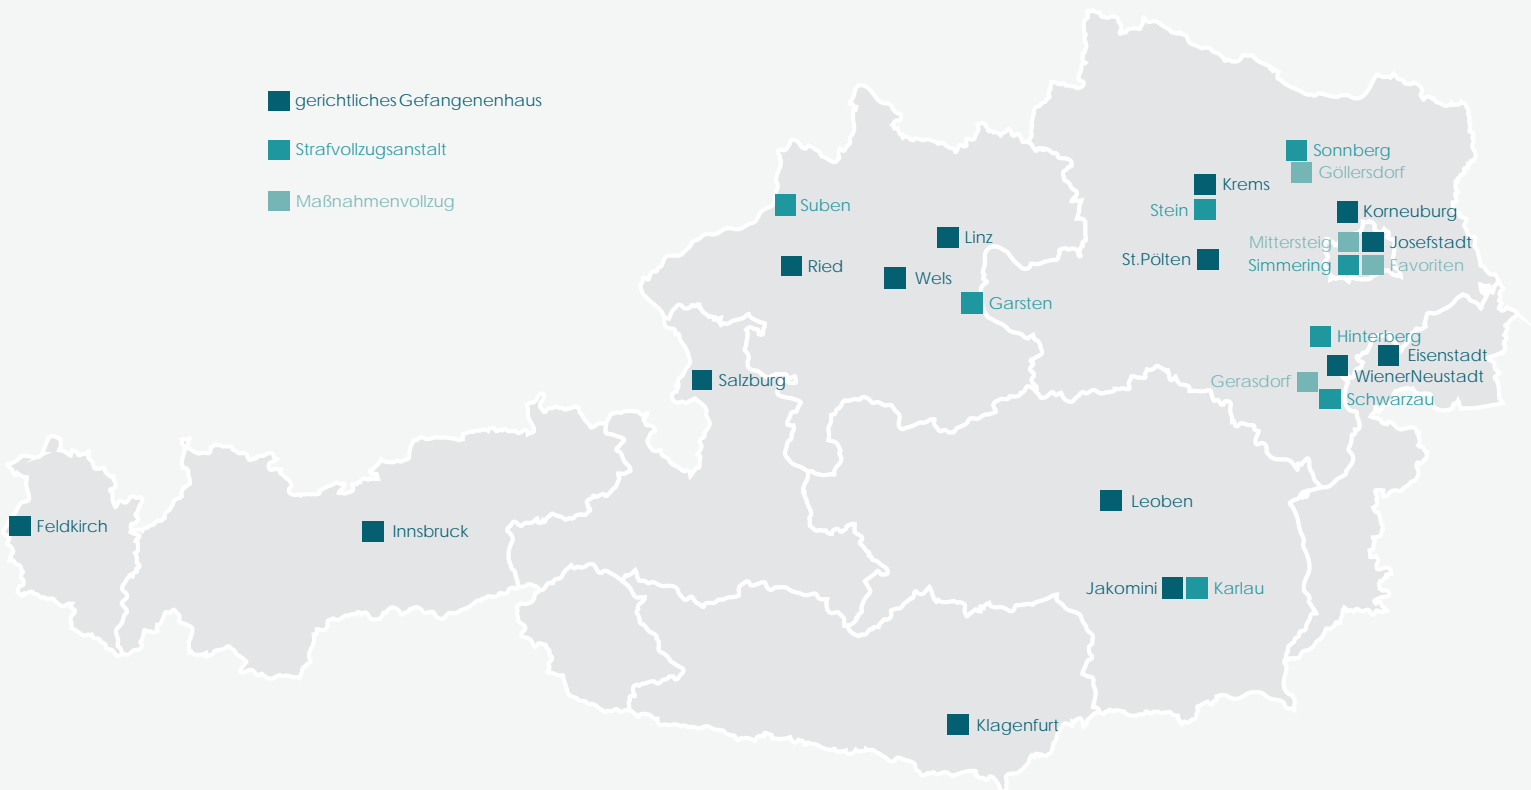 gerichtliches Gefangenenhaus
Strafvollzugsanstalt
Maßnahmenvollzug
Sonnberg
Göllersdorf
Krems
Stein
Korneuburg
Suben
Linz
Mittersteig
Josefstadt
St.Pölten
Simmering
Favoriten
Ried
Wels
Garsten
Hinterberg
Eisenstadt
WienerNeustadt
Salzburg
Gerasdorf
Schwarzau
Leoben
Feldkirch
Innsbruck
Jakomini
Karlau
Klagenfurt